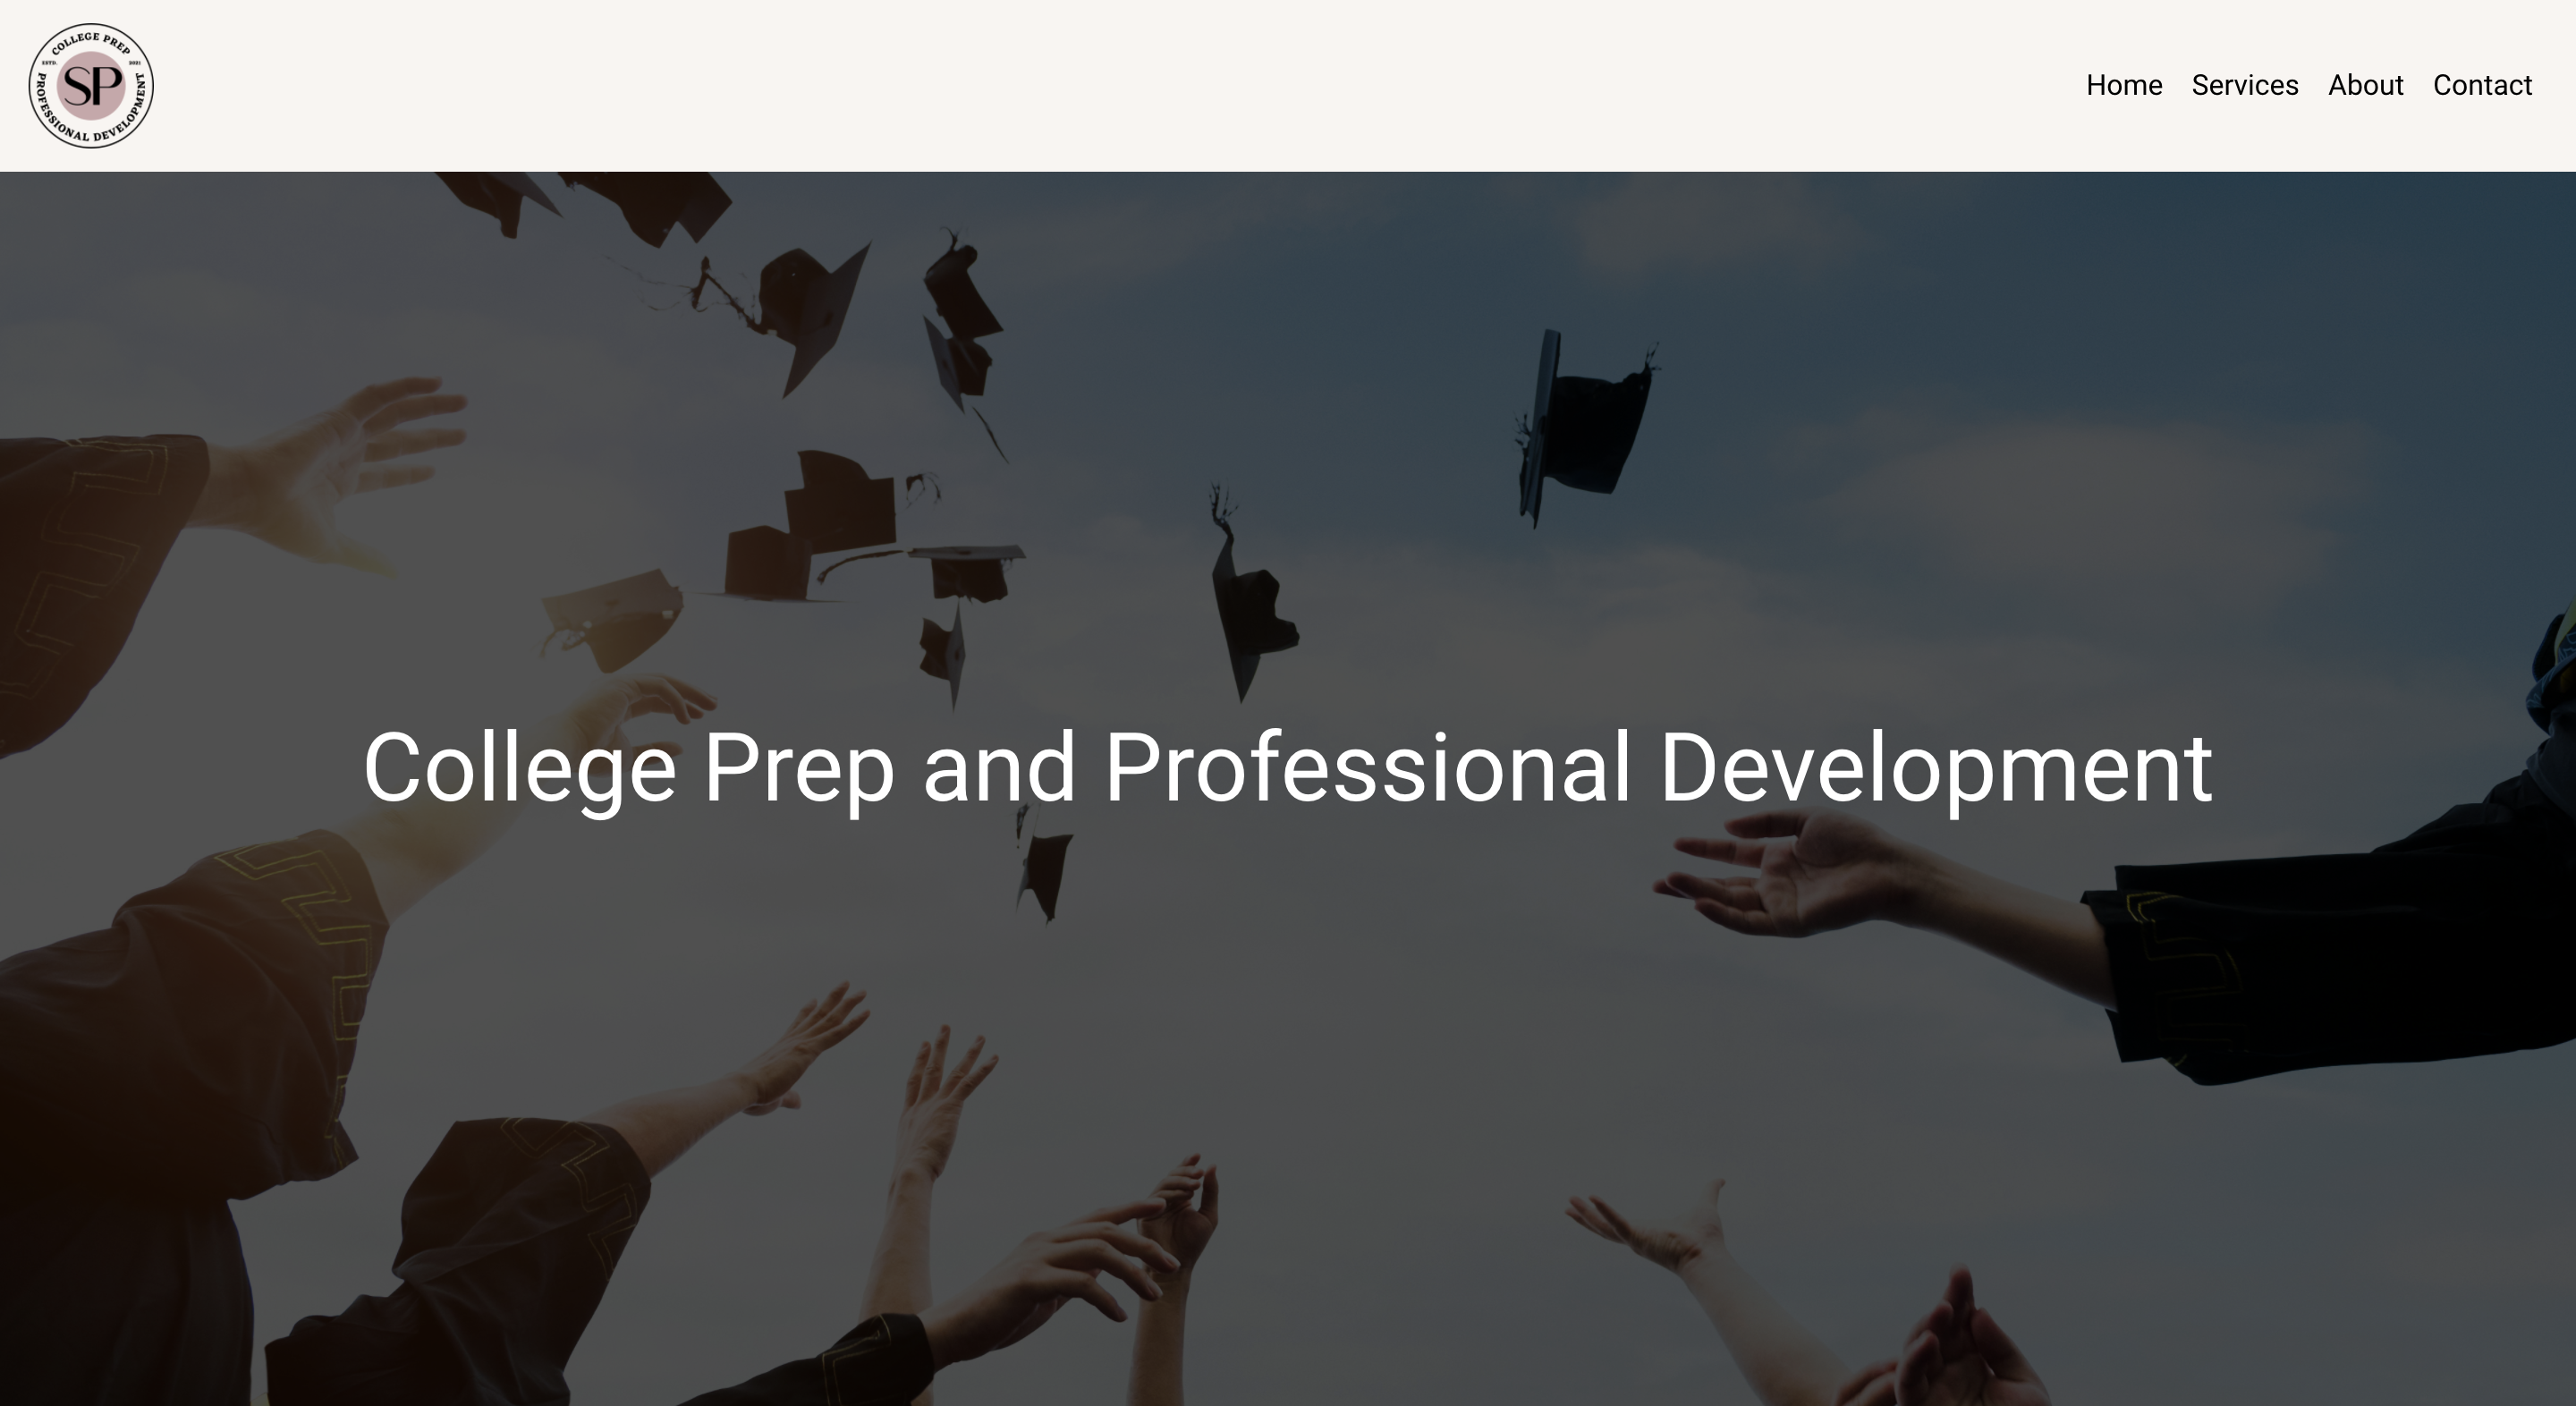 COLLEGE PREP
ESTD. 2021
SP
PROFESSIONAL DEVELOPMENT
Home Services About Contact
College Prep and Professional Development